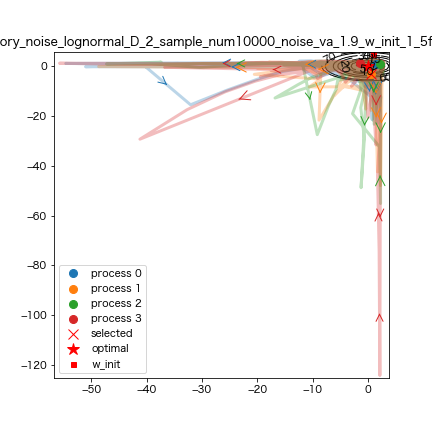 ory_noise_lognormal_D_2_sample_num10000_noise_va_1.9_w_init_1_5f
0
−20
−40
−60
−80
−100
−120
process 0
process 1
process 2
process 3
selected
optimal
w_init
−50
−40
−30
−20
−10
0